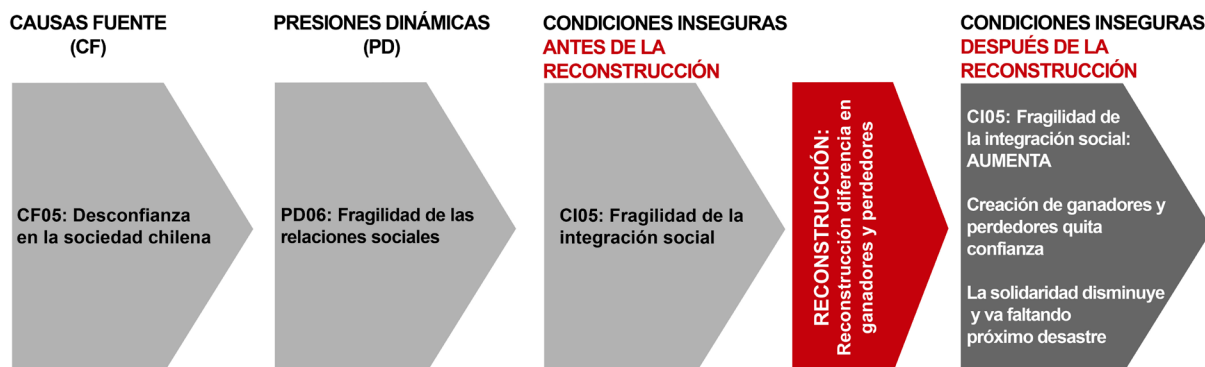 CAUSAS FUENTE
(CF)
PRESIONES DINÁMICAS
(PD)
CONDICIONES INSEGURAS
ANTES DE LA
RECONSTRUCCIÓN
CONDICIONES INSEGURAS
DESPUÉS DE LA
RECONSTRUCCIÓN
CF05: Desconfianza
en la sociedad chilena
PD06: Fragilidad de las
relaciones sociales
CI05: Fragilidad de la
integración social
RECONSTRUCCIÓN:
Reconstrucción diferencia en
ganadores y perdedores
CI05: Fragilidad de
la integración social:
AUMENTA
Creación de ganadores y
perdedores quita
confianza
La solidaridad disminuye
y va faltando
próximo desastre